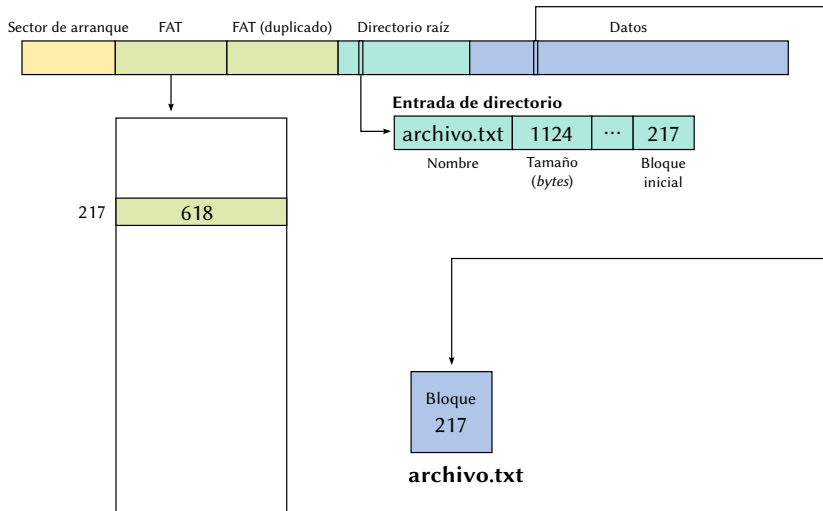 Sector de arranque
FAT
FAT (duplicado)
Directorio raíz
Datos
Entrada de directorio
archivo.txt
1124
...
217
Nombre
Tamaño
(bytes)
Bloque
inicial
217
618
Bloque
217
archivo.txt